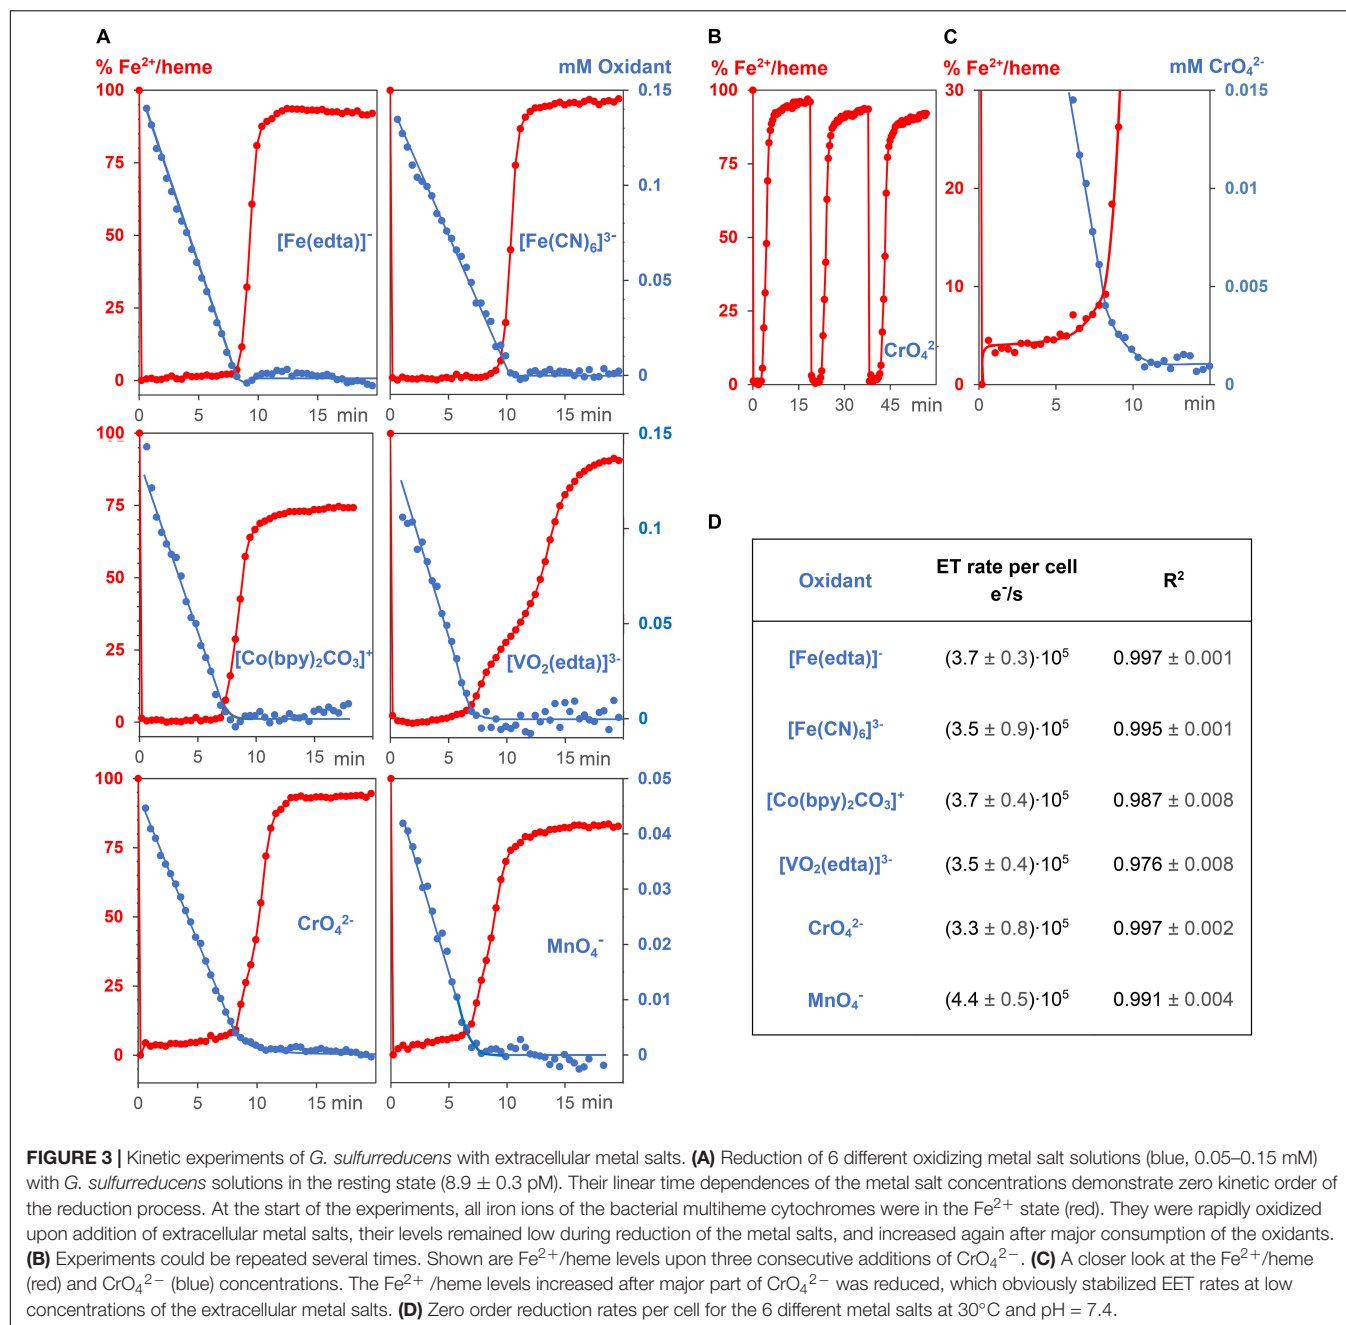 A
B
C
% Fe²⁺/heme
mM Oxidant
% Fe²⁺/heme
% Fe²⁺/heme
mM CrO₄²⁻
100
75
50
25
0
[Fe(edta)]⁻
0 5 10 15 min
[Fe(CN)₆]³⁻
0.15
0.1
0.05
0
0 5 10 15 min
100
75
50
25
0
CrO₄²⁻
0 15 30 45 min
30
20
10
0
0.015
0.01
0.005
0
0 10 min
100
75
50
25
0
[Co(bpy)₂CO₃]⁺
0 5 10 15 min
[VO₂(edta)]³⁻
0.15
0.1
0.05
0
0 5 10 15 min
100
75
50
25
0
CrO₄²⁻
0 5 10 15 min
MnO₄⁻
0.05
0.04
0.03
0.02
0.01
0
0 5 10 15 min
D
Oxidant ET rate per cell e⁻/s R²
[Fe(edta)]⁻ (3.7 ± 0.3)·10⁵ 0.997 ± 0.001
[Fe(CN)₆]³⁻ (3.5 ± 0.9)·10⁵ 0.995 ± 0.001
[Co(bpy)₂CO₃]⁺ (3.7 ± 0.4)·10⁵ 0.987 ± 0.008
[VO₂(edta)]³⁻ (3.5 ± 0.4)·10⁵ 0.976 ± 0.008
CrO₄²⁻ (3.3 ± 0.8)·10⁵ 0.997 ± 0.002
MnO₄⁻ (4.4 ± 0.5)·10⁵ 0.991 ± 0.004
FIGURE 3 | Kinetic experiments of G. sulfurreducens with extracellular metal salts. (A) Reduction of 6 different oxidizing metal salt solutions (blue, 0.05–0.15 mM)
with G. sulfurreducens solutions in the resting state (8.9 ± 0.3 pM). Their linear time dependences of the metal salt concentrations demonstrate zero kinetic order of
the reduction process. At the start of the experiments, all iron ions of the bacterial multiheme cytochromes were in the Fe²⁺ state (red). They were rapidly oxidized
upon addition of extracellular metal salts, their levels remained low during reduction of the metal salts, and increased again after major consumption of the oxidants.
(B) Experiments could be repeated several times. Shown are Fe²⁺/heme levels upon three consecutive additions of CrO₄²⁻. (C) A closer look at the Fe²⁺/heme
(red) and CrO₄²⁻ (blue) concentrations. The Fe²⁺ /heme levels increased after major part of CrO₄²⁻ was reduced, which obviously stabilized EET rates at low
concentrations of the extracellular metal salts. (D) Zero order reduction rates per cell for the 6 different metal salts at 30°C and pH = 7.4.